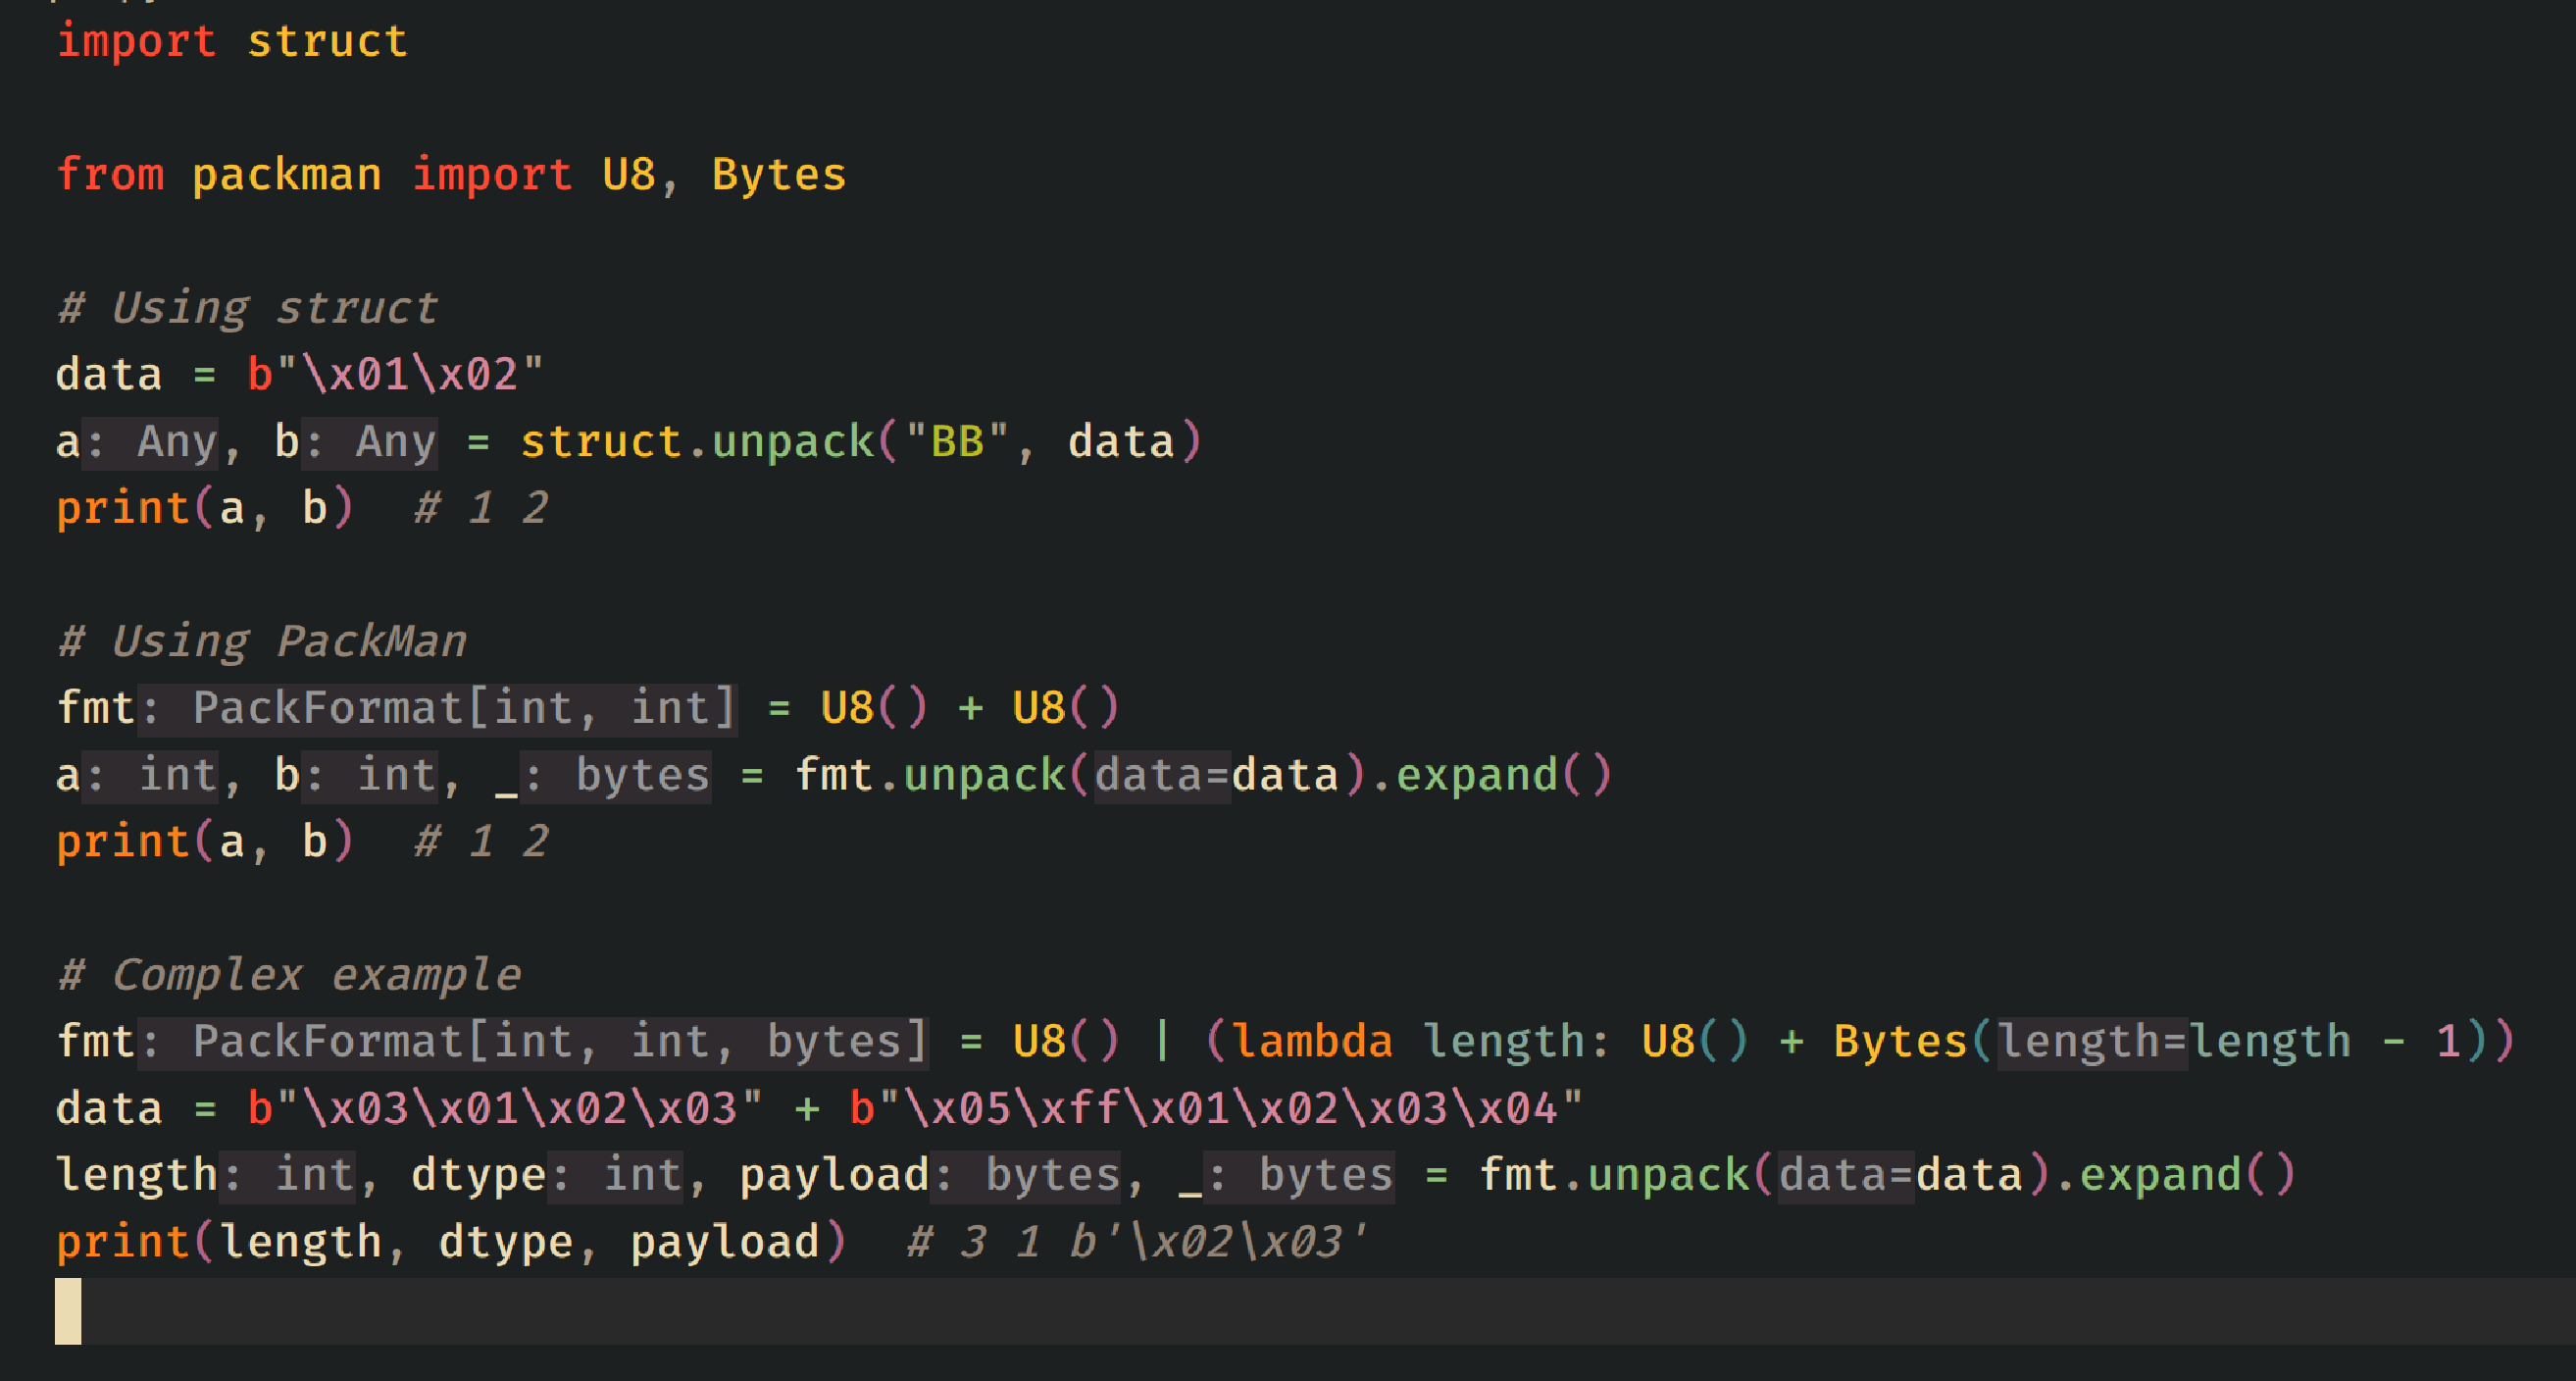 import struct
from packman import U8, Bytes
# Using struct
data = b"\x01\x02"
a: Any, b: Any = struct.unpack("BB", data)
print(a, b)  # 1 2
# Using PackMan
fmt: PackFormat[int, int] = U8() + U8()
a: int, b: int, _: bytes = fmt.unpack(data=data).expand()
print(a, b)  # 1 2
# Complex example
fmt: PackFormat[int, int, bytes] = U8() | (lambda length: U8() + Bytes(length=length - 1))
data = b"\x03\x01\x02\x03" + b"\x05\xff\x01\x02\x03\x04"
length: int, dtype: int, payload: bytes, _: bytes = fmt.unpack(data=data).expand()
print(length, dtype, payload)  # 3 1 b'\x02\x03'